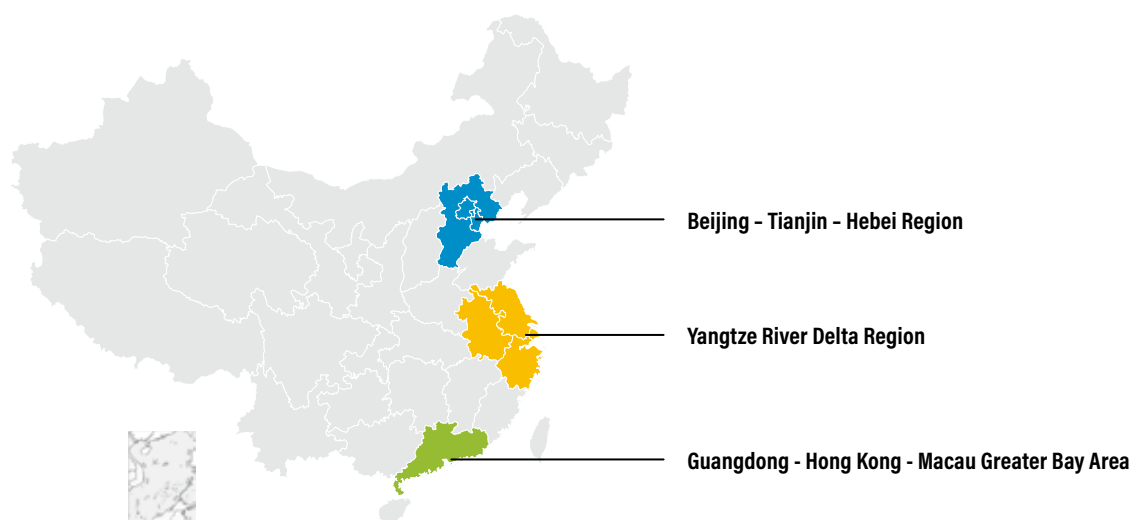 Beijing – Tianjin – Hebei Region
Yangtze River Delta Region
Guangdong - Hong Kong - Macau Greater Bay Area